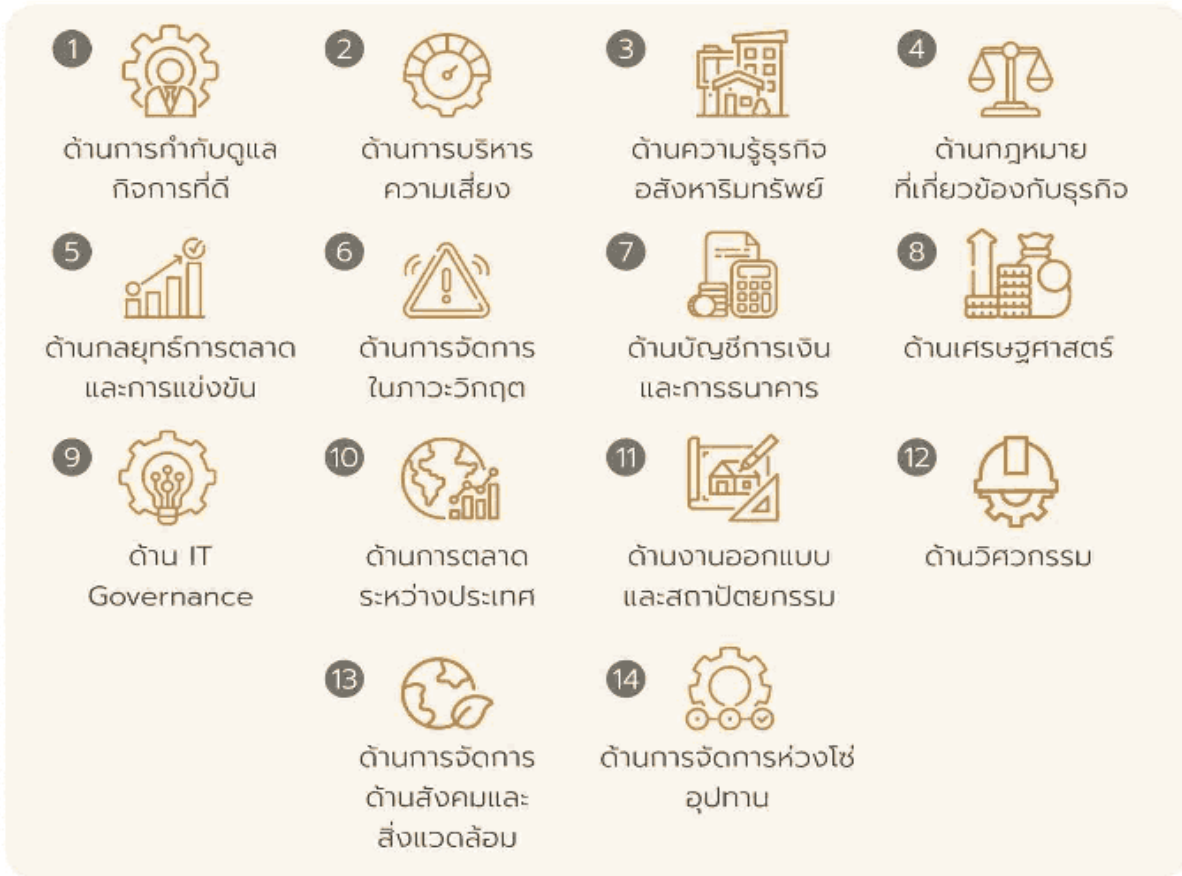 1
ด้านการกำกับดูแล
กิจการที่ดี
2
ด้านการบริหาร
ความเสี่ยง
3
ด้านความรู้ธุรกิจ
อสังหาริมทรัพย์
4
ด้านกฎหมาย
ที่เกี่ยวข้องกับธุรกิจ
5
ด้านกลยุทธ์การตลาด
และการแข่งขัน
6
ด้านการจัดการ
ในภาวะวิกฤต
7
ด้านบัญชีการเงิน
และการธนาคาร
8
ด้านเศรษฐศาสตร์
9
ด้าน IT
Governance
10
ด้านการตลาด
ระหว่างประเทศ
11
ด้านงานออกแบบ
และสถาปัตยกรรม
12
ด้านวิศวกรรม
13
ด้านการจัดการ
ด้านสังคมและ
สิ่งแวดล้อม
14
ด้านการจัดการห่วงโซ่
อุปทาน